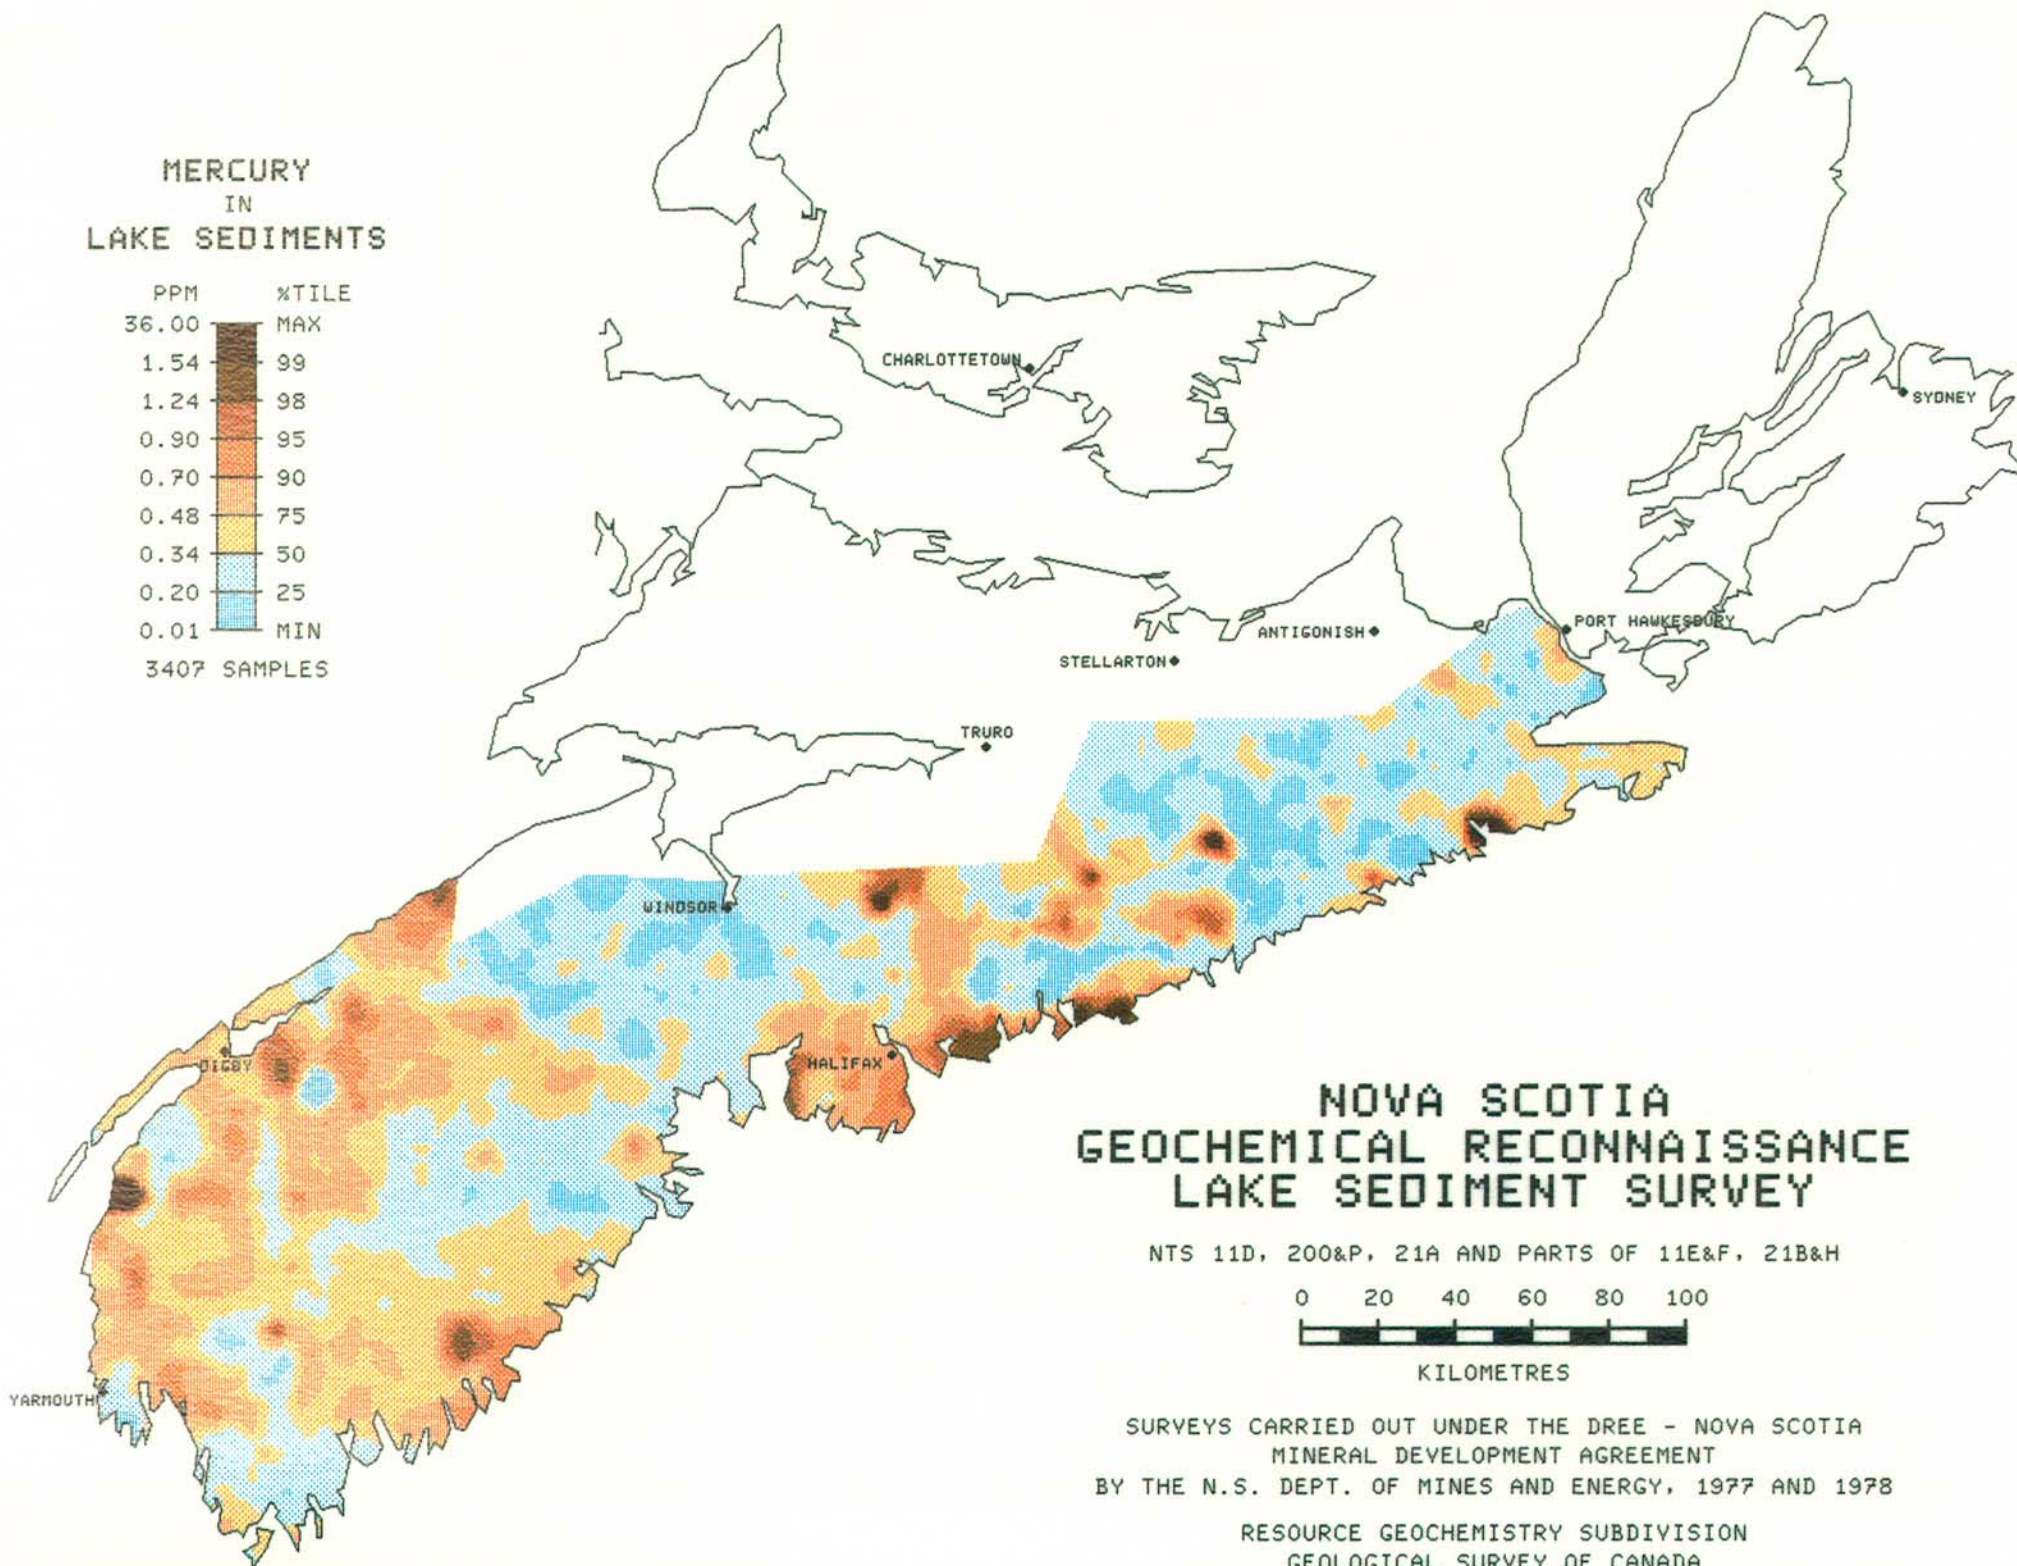 MERCURY
IN
LAKE SEDIMENTS
PPM %TILE
36.00 MAX
1.54 99
1.24 98
0.90 95
0.70 90
0.48 75
0.34 50
0.20 25
0.01 MIN
3407 SAMPLES
CHARLOTTETOWN
SYDNEY
PORT HAWKESBURY
ANTIGONISH
STELLARTON
TRURO
WINDSOR
DIGBY
HALIFAX
YARMOUTH
NOVA SCOTIA
GEOCHEMICAL RECONNAISSANCE
LAKE SEDIMENT SURVEY
NTS 11D, 20O&P, 21A AND PARTS OF 11E&F, 21B&H
0 20 40 60 80 100
KILOMETRES
SURVEYS CARRIED OUT UNDER THE DREE - NOVA SCOTIA
MINERAL DEVELOPMENT AGREEMENT
BY THE N.S. DEPT. OF MINES AND ENERGY, 1977 AND 1978
RESOURCE GEOCHEMISTRY SUBDIVISION
GEOLOGICAL SURVEY OF CANADA